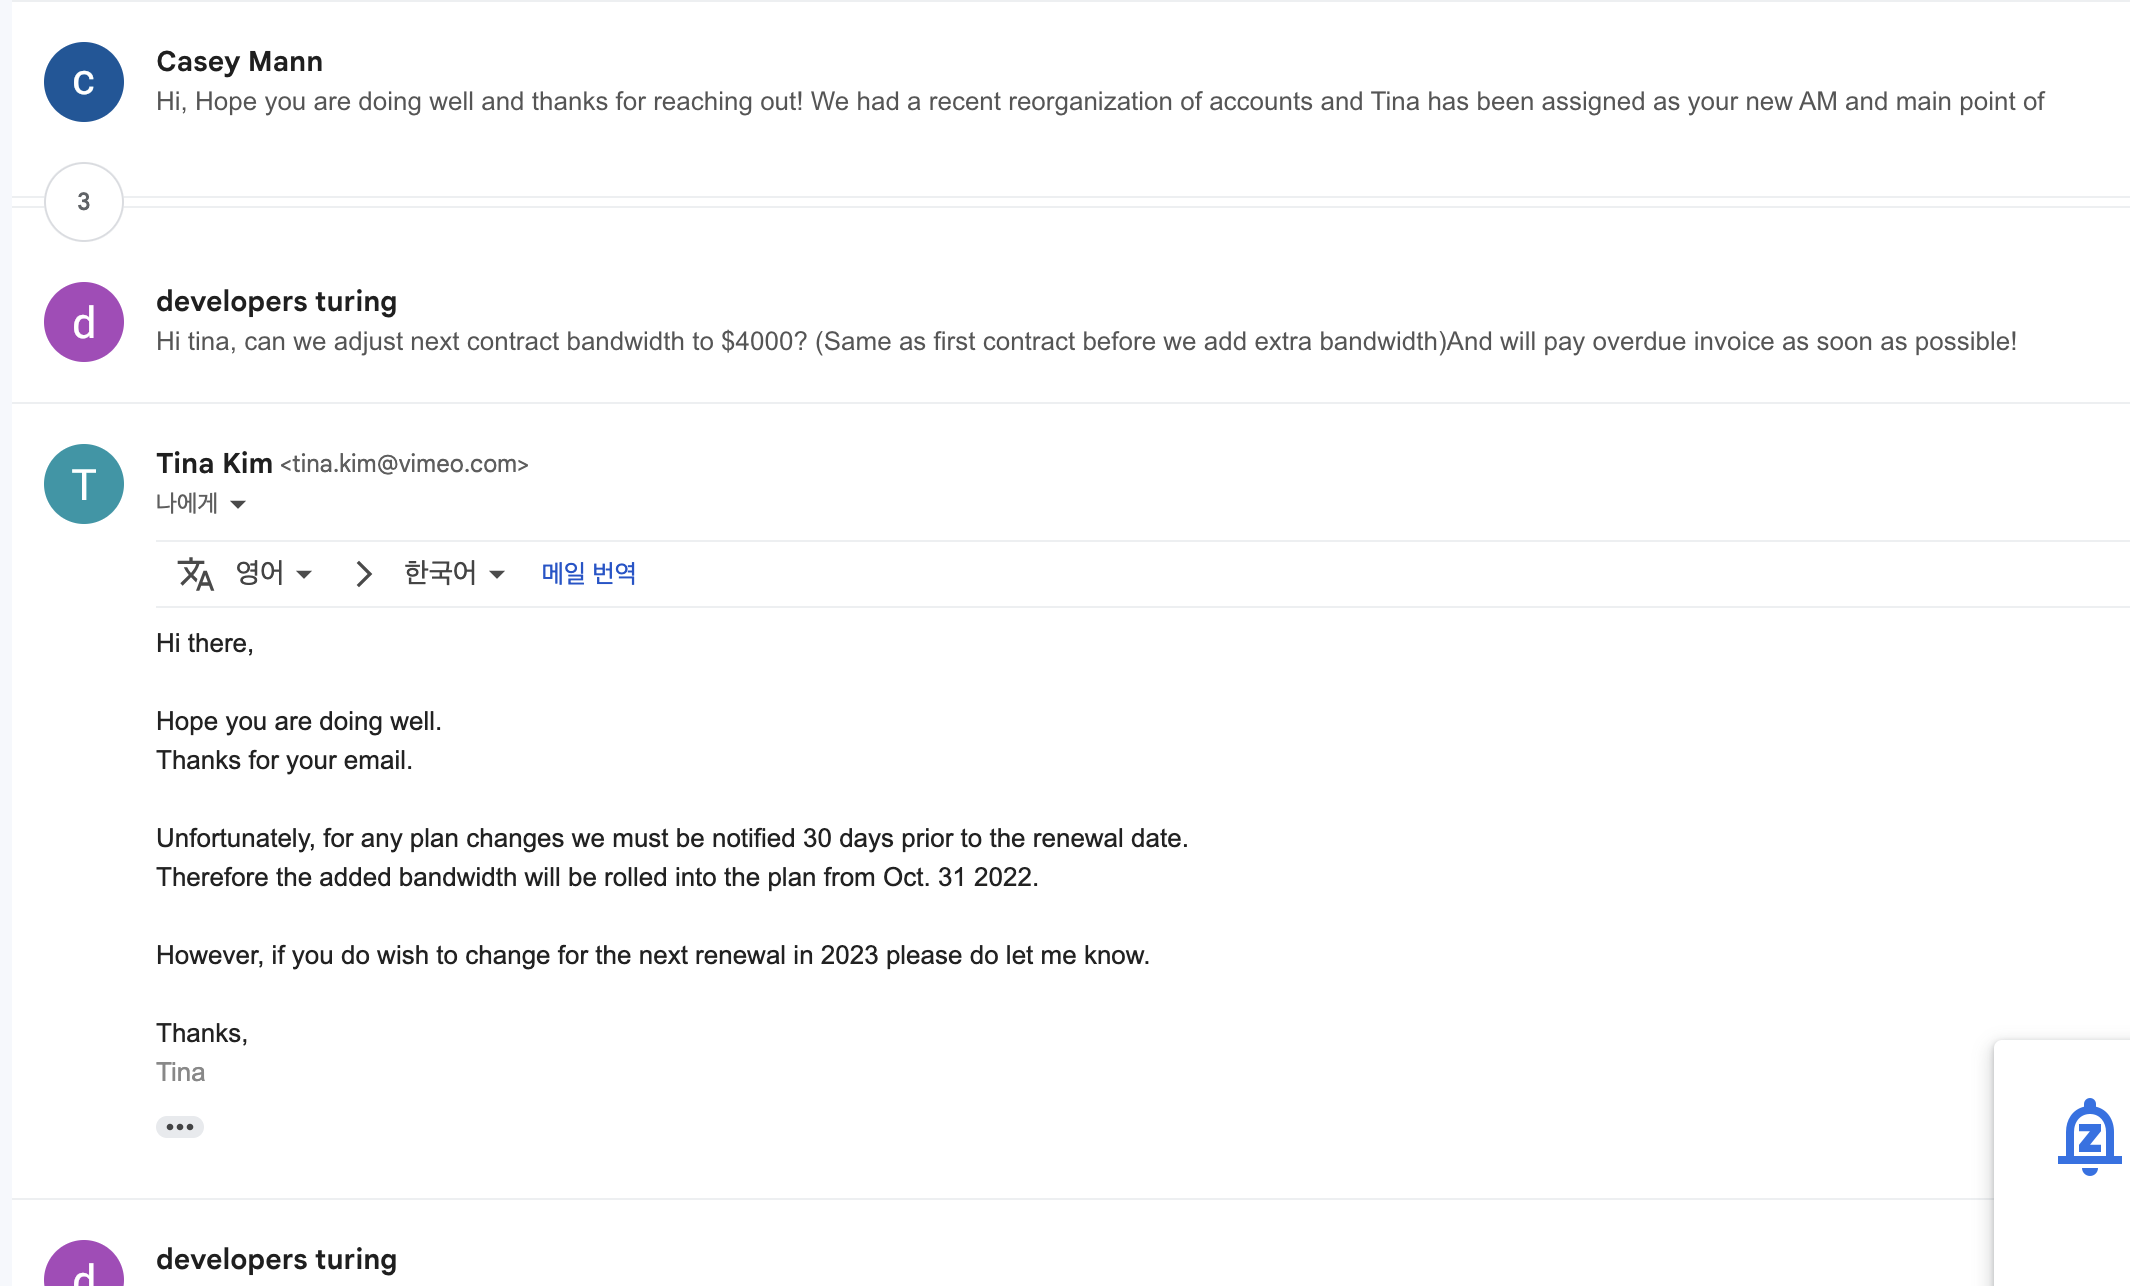 C
Casey Mann
Hi, Hope you are doing well and thanks for reaching out! We had a recent reorganization of accounts and Tina has been assigned as your new AM and main point of
3
d
developers turing
Hi tina, can we adjust next contract bandwidth to $4000? (Same as first contract before we add extra bandwidth)And will pay overdue invoice as soon as possible!
T
Tina Kim <tina.kim@vimeo.com>
나에게
영어 > 한국어 메일 번역
Hi there,
Hope you are doing well.
Thanks for your email.
Unfortunately, for any plan changes we must be notified 30 days prior to the renewal date.
Therefore the added bandwidth will be rolled into the plan from Oct. 31 2022.
However, if you do wish to change for the next renewal in 2023 please do let me know.
Thanks,
Tina
•••
z
d
developers turing